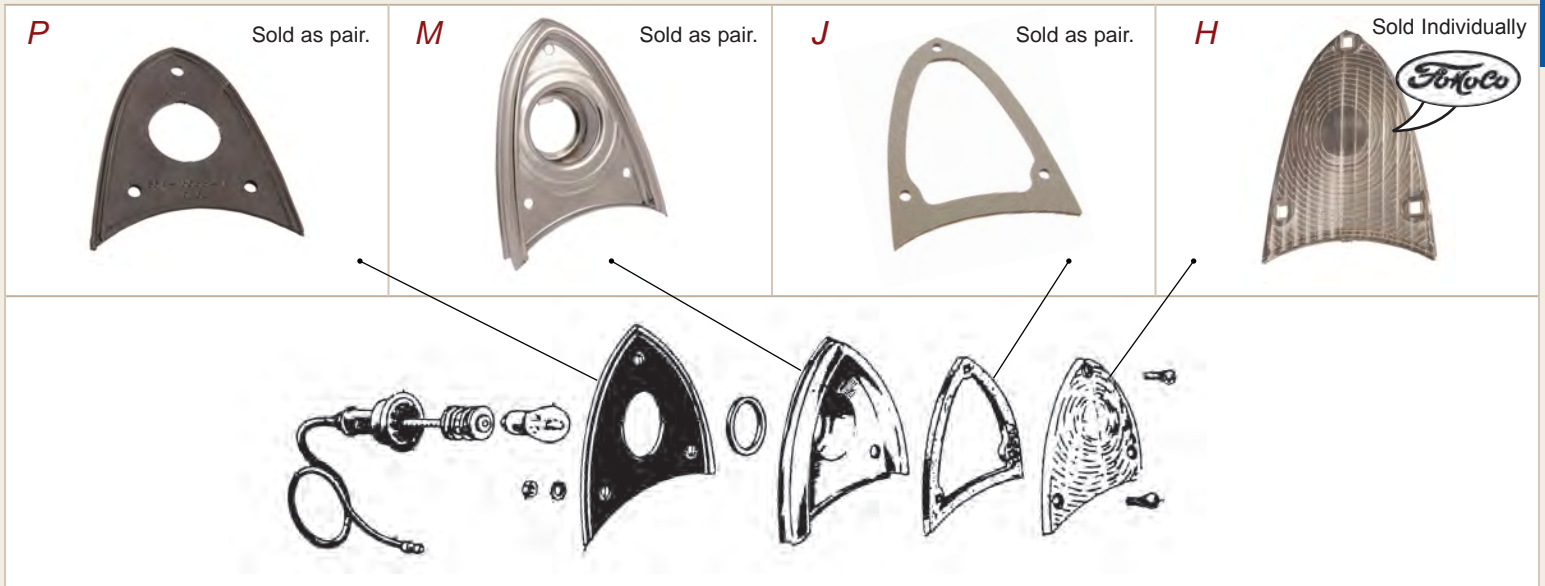 P
Sold as pair.
M
Sold as pair.
J
Sold as pair.
H
Sold Individually
FoMoCo